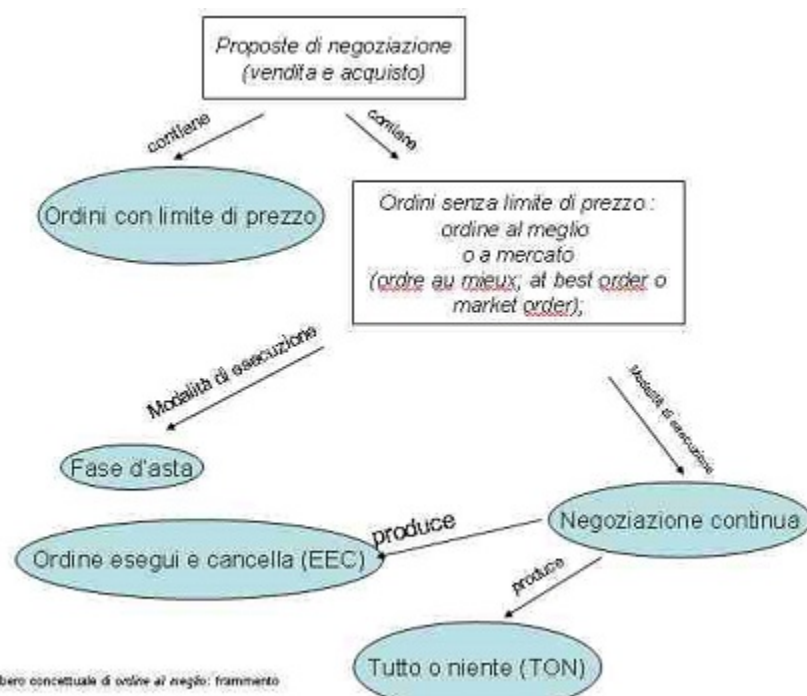 Proposte di negoziazione
(vendita e acquisto)
contiene
contiene
Ordini con limite di prezzo
Ordini senza limite di prezzo :
ordine al meglio
o a mercato
(ordre au mieux; at best order o
market order);
Modalità di esecuzione
Modalità di esecuzione
Fase d'asta
Negoziazione continua
produce
Ordine esegui e cancella (EEC)
produce
Tutto o niente (TON)
bero concettuale di ordine al meglio: frammento